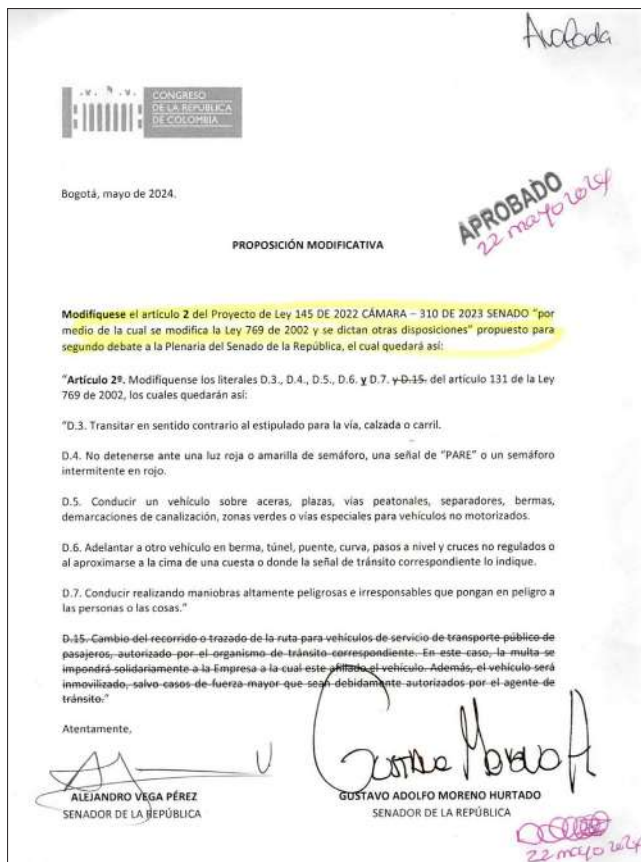 Avalada
CONGRESO
DE LA REPÚBLICA
DE COLOMBIA
Bogotá, mayo de 2024.
APROBADO
22 mayo 2024
PROPOSICIÓN MODIFICATIVA
Modifíquese el artículo 2 del Proyecto de Ley 145 DE 2022 CÁMARA – 310 DE 2023 SENADO “por
medio de la cual se modifica la Ley 769 de 2002 y se dictan otras disposiciones” propuesto para
segundo debate a la Plenaria del Senado de la República, el cual quedará así:
“Artículo 2º. Modifíquense los literales D.3., D.4., D.5., D.6. y D.7. y D.15. del artículo 131 de la Ley
769 de 2002, los cuales quedarán así:
“D.3. Transitar en sentido contrario al estipulado para la vía, calzada o carril.
D.4. No detenerse ante una luz roja o amarilla de semáforo, una señal de “PARE” o un semáforo
intermitente en rojo.
D.5. Conducir un vehículo sobre aceras, plazas, vías peatonales, separadores, bermas,
demarcaciones de canalización, zonas verdes o vías especiales para vehículos no motorizados.
D.6. Adelantar a otro vehículo en berma, túnel, puente, curva, pasos a nivel y cruces no regulados o
al aproximarse a la cima de una cuesta o donde la señal de tránsito correspondiente lo indique.
D.7. Conducir realizando maniobras altamente peligrosas e irresponsables que pongan en peligro a
las personas o las cosas.”
D.15. Cambio del recorrido o trazado de la ruta para vehículos de servicio de transporte público de
pasajeros, autorizado por el organismo de tránsito correspondiente. En este caso, la multa se
impondrá solidariamente a la Empresa a la cual este afiliado el vehículo. Además, el vehículo será
inmovilizado, salvo casos de fuerza mayor que sean debidamente autorizados por el agente de
tránsito.”
Atentamente,
Gustavo Moreno H
ALEJANDRO VEGA PÉREZ
SENADOR DE LA REPÚBLICA
GUSTAVO ADOLFO MORENO HURTADO
SENADOR DE LA REPÚBLICA
22 mayo 2024